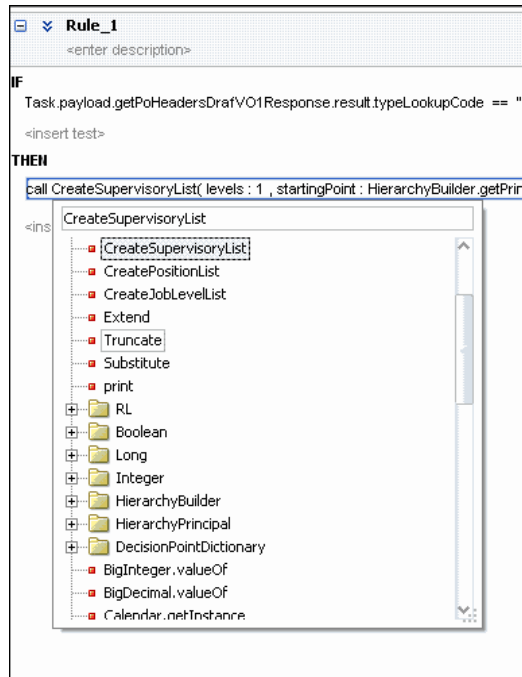 Rule_1
<enter description>
IF
Task.payload.getPoHeadersDrafVO1Response.result.typeLookupCode == "
<insert test>
THEN
call CreateSupervisoryList( levels : 1 , startingPoint : HierarchyBuilder.getPrin
<ins
CreateSupervisoryList
CreateSupervisoryList
CreatePositionList
CreateJobLevelList
Extend
Truncate
Substitute
print
RL
Boolean
Long
Integer
HierarchyBuilder
HierarchyPrincipal
DecisionPointDictionary
BigInteger.valueOf
BigDecimal.valueOf
Calendar.getInstance